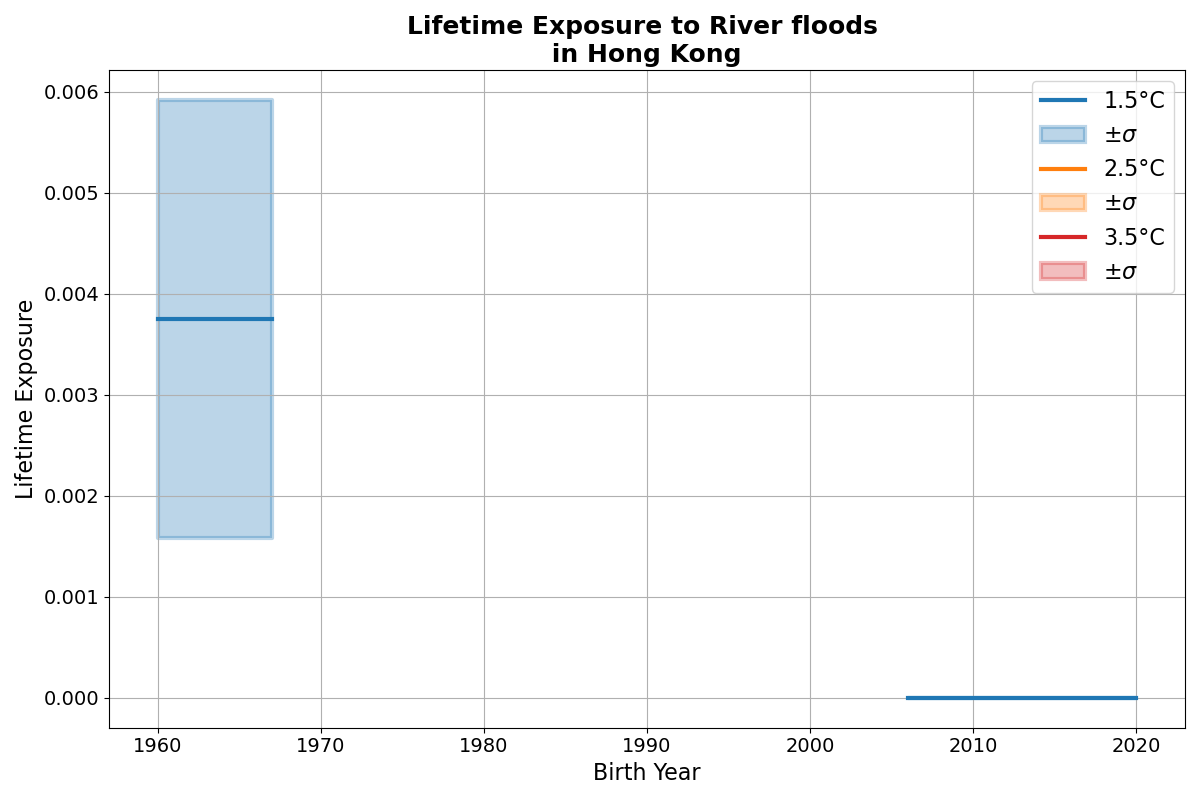 Lifetime Exposure to River floods
in Hong Kong
1.5°C
±σ
2.5°C
±σ
3.5°C
±σ
Lifetime Exposure
0.006
0.005
0.004
0.003
0.002
0.001
0.000
1960 1970 1980 1990 2000 2010 2020
Birth Year